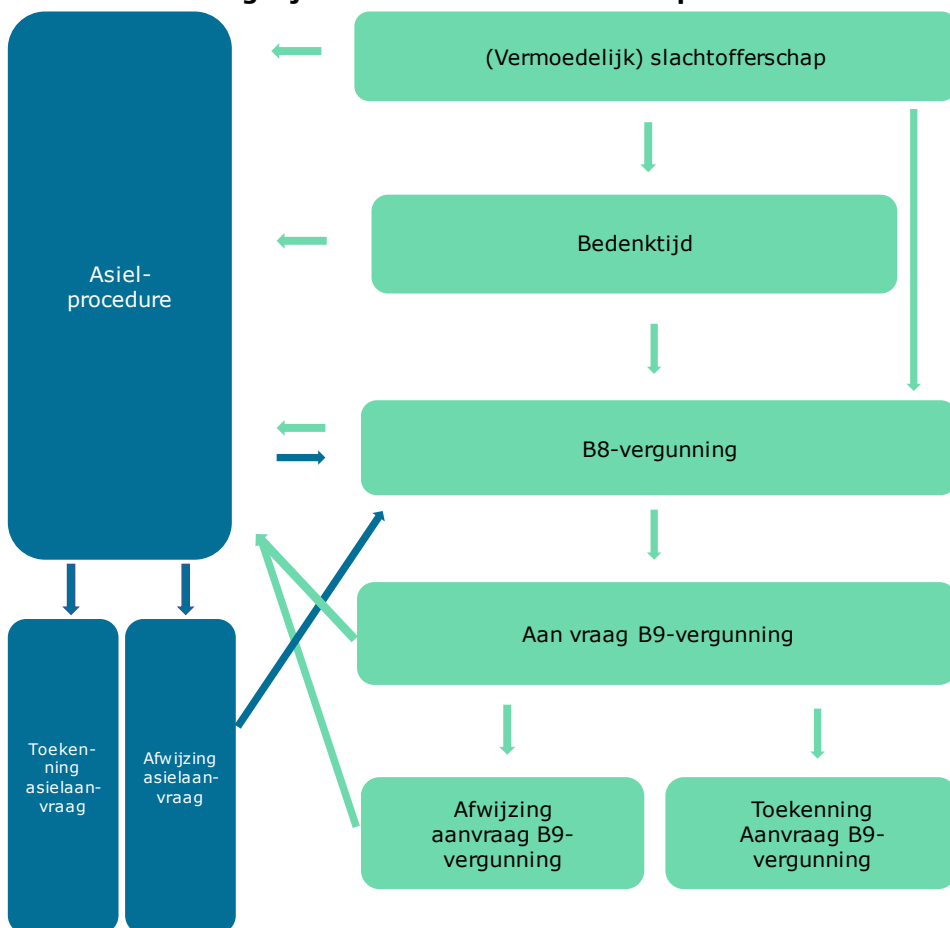 (Vermoedelijk) slachtofferschap
Bedenktijd
Asiel-
procedure
B8-vergunning
Aan vraag B9-vergunning
Toeken-
ning
asielaan-
vraag
Afwijzing
asielaan-
vraag
Afwijzing
aanvraag B9-
vergunning
Toekenning
Aanvraag B9-
vergunning